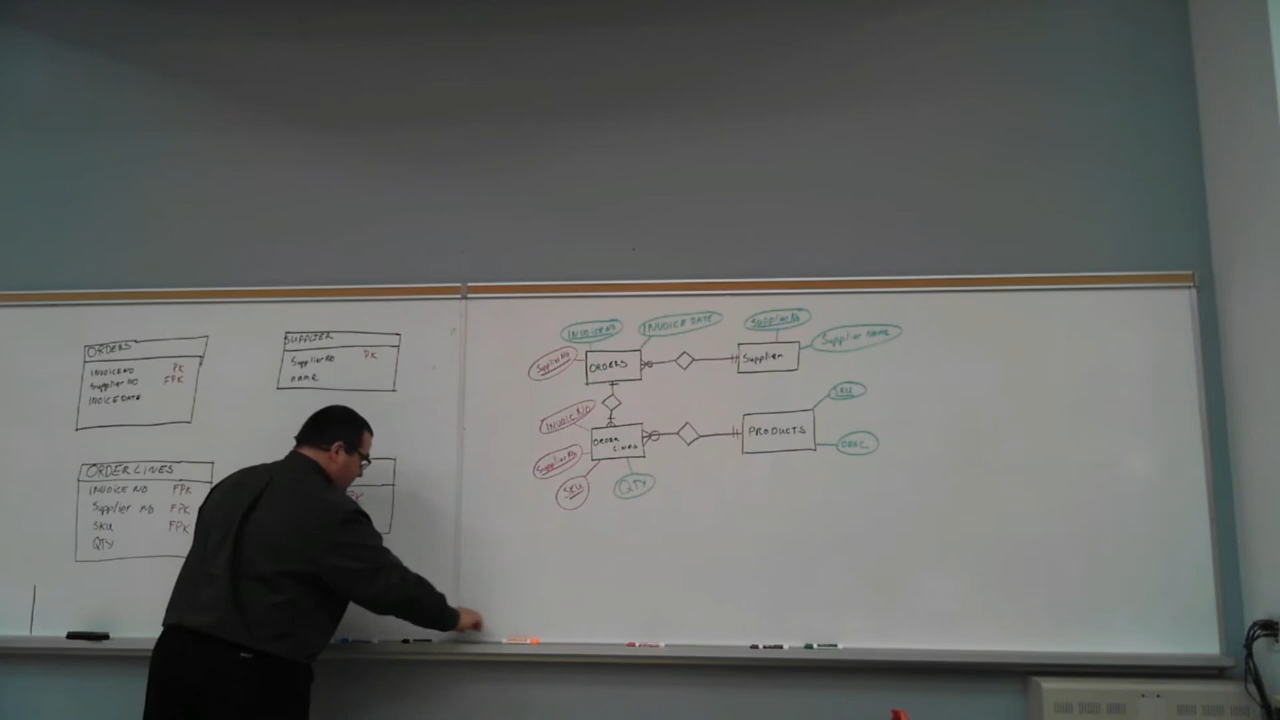 ORDERS
INVOICE NO PK
Supplier NO FPK
INOICE DATE
SUPPLIER
Supplier NO PK
name
ORDER LINES
INVOICE NO FPK
Supplier NO FPK
SKU FPK
QTY
PK
INVOICE NO
INVOICE DATE
Supplier No
Supplier Name
Supplier No
ORDERS
Supplier
INVOICE NO
SKU
ORDER
LINES
PRODUCTS
DESC
Supplier No
SKU
QTY